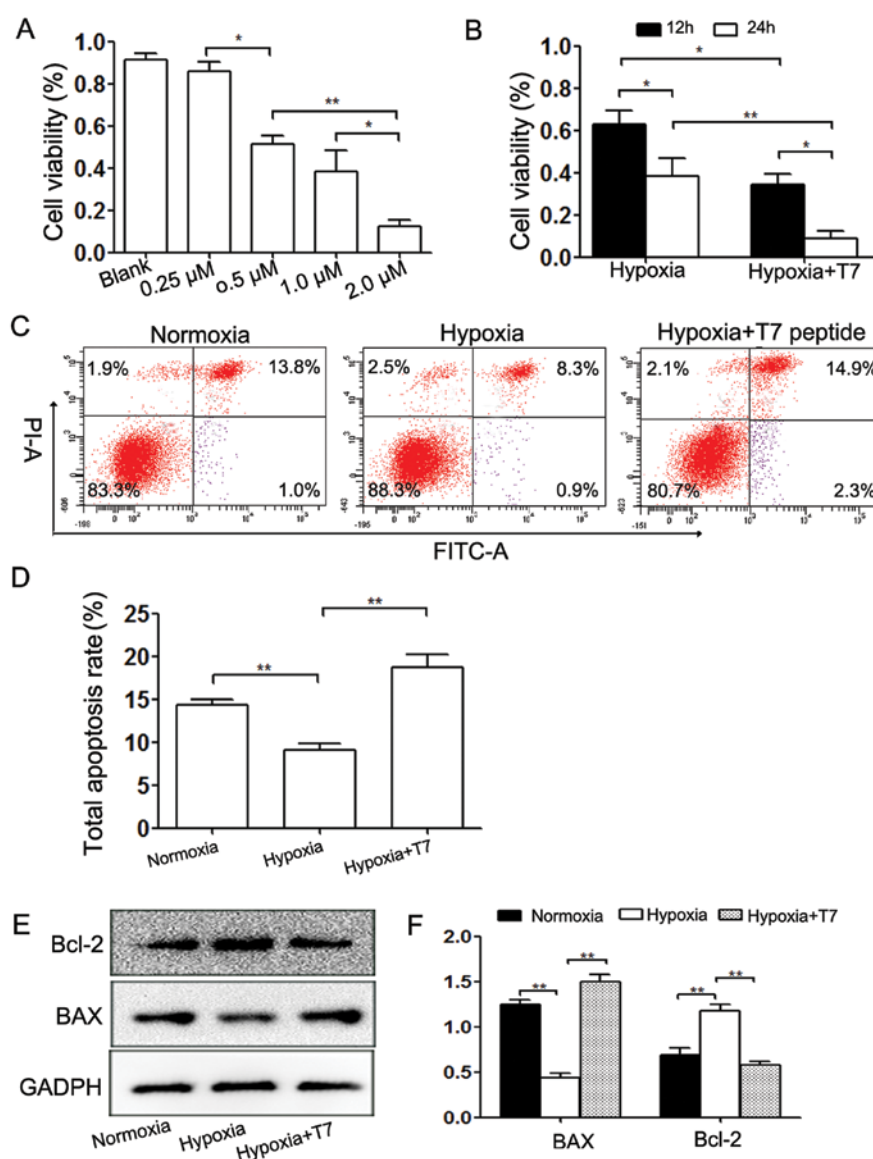 A
Cell viability (%)
1.0
0.8
0.6
0.4
0.2
0.0
*
**
*
Blank
0.25 µM
o.5 µM
1.0 µM
2.0 µM
B
12h 24h
Cell viability (%)
1.0
0.8
0.6
0.4
0.2
0.0
*
*
**
*
Hypoxia Hypoxia+T7
C
Normoxia Hypoxia Hypoxia+T7 peptide
1.9% 13.8% 2.5% 8.3% 2.1% 14.9%
83.3% 1.0% 88.3% 0.9% 80.7% 2.3%
PI-A
FITC-A
D
Total apoptosis rate (%)
25
20
15
10
5
0
**
**
Normoxia
Hypoxia
Hypoxia+T7
E
Bcl-2
BAX
GADPH
Normoxia
Hypoxia
Hypoxia+T7
F
Normoxia Hypoxia Hypoxia+T7
2.0
1.5
1.0
0.5
0.0
** ** ** **
BAX Bcl-2